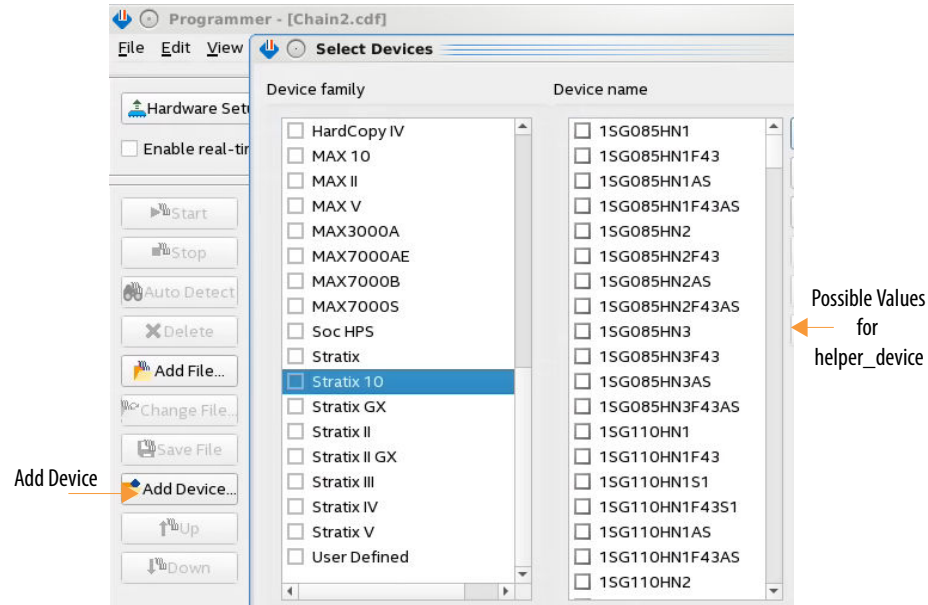 Programmer - [Chain2.cdf]
File Edit View
Select Devices
Device family
Device name
Hardware Setu
Enable real-tir
Start
Stop
Auto Detect
Delete
Add File...
Change File...
Save File
Add Device...
Up
Down
HardCopy IV
MAX 10
MAX II
MAX V
MAX3000A
MAX7000AE
MAX7000B
MAX7000S
Soc HPS
Stratix
Stratix 10
Stratix GX
Stratix II
Stratix II GX
Stratix III
Stratix IV
Stratix V
User Defined
1SG085HN1
1SG085HN1F43
1SG085HN1AS
1SG085HN1F43AS
1SG085HN2
1SG085HN2F43
1SG085HN2AS
1SG085HN2F43AS
1SG085HN3
1SG085HN3F43
1SG085HN3AS
1SG085HN3F43AS
1SG110HN1
1SG110HN1F43
1SG110HN1S1
1SG110HN1F43S1
1SG110HN1AS
1SG110HN1F43AS
1SG110HN2
Add Device
Possible Values
for
helper_device